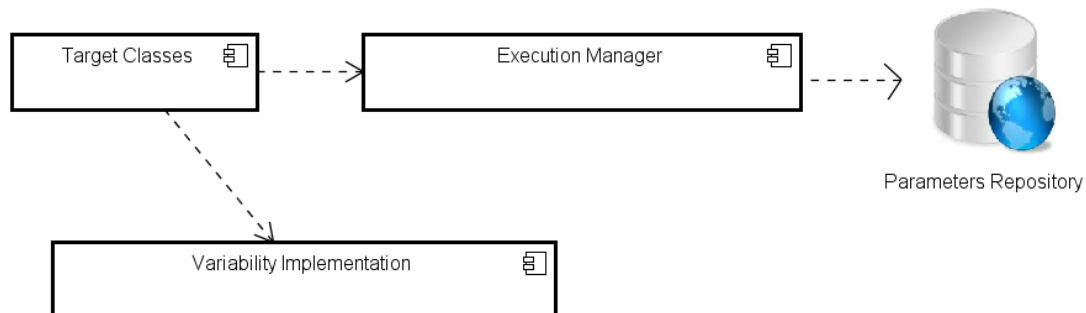 Target Classes
Execution Manager
Parameters Repository
Variability Implementation